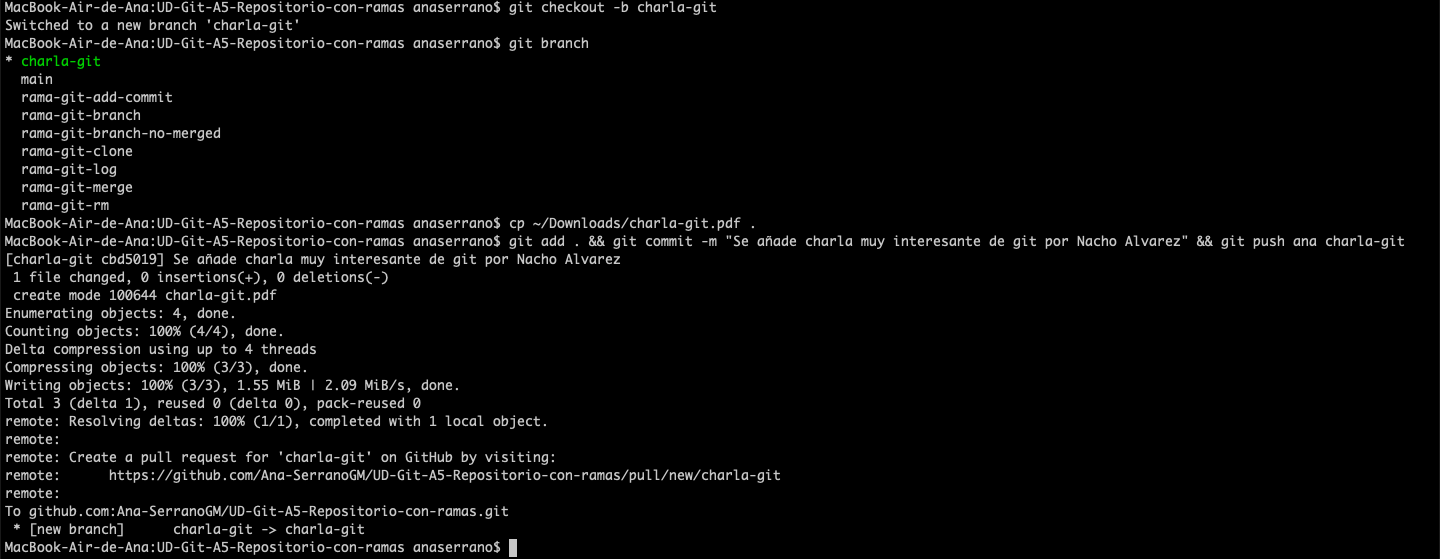 MacBook-Air-de-Ana:UD-Git-A5-Repositorio-con-ramas anaserrano$ git checkout -b charla-git
Switched to a new branch 'charla-git'
MacBook-Air-de-Ana:UD-Git-A5-Repositorio-con-ramas anaserrano$ git branch
* charla-git
  main
  rama-git-add-commit
  rama-git-branch
  rama-git-branch-no-merged
  rama-git-clone
  rama-git-log
  rama-git-merge
  rama-git-rm
MacBook-Air-de-Ana:UD-Git-A5-Repositorio-con-ramas anaserrano$ cp ~/Downloads/charla-git.pdf .
MacBook-Air-de-Ana:UD-Git-A5-Repositorio-con-ramas anaserrano$ git add . && git commit -m "Se añade charla muy interesante de git por Nacho Alvarez" && git push ana charla-git
[charla-git cbd5019] Se añade charla muy interesante de git por Nacho Alvarez
 1 file changed, 0 insertions(+), 0 deletions(-)
 create mode 100644 charla-git.pdf
Enumerating objects: 4, done.
Counting objects: 100% (4/4), done.
Delta compression using up to 4 threads
Compressing objects: 100% (3/3), done.
Writing objects: 100% (3/3), 1.55 MiB | 2.09 MiB/s, done.
Total 3 (delta 1), reused 0 (delta 0), pack-reused 0
remote: Resolving deltas: 100% (1/1), completed with 1 local object.
remote:
remote: Create a pull request for 'charla-git' on GitHub by visiting:
remote:      https://github.com/Ana-SerranoGM/UD-Git-A5-Repositorio-con-ramas/pull/new/charla-git
remote:
To github.com:Ana-SerranoGM/UD-Git-A5-Repositorio-con-ramas.git
 * [new branch]      charla-git -> charla-git
MacBook-Air-de-Ana:UD-Git-A5-Repositorio-con-ramas anaserrano$